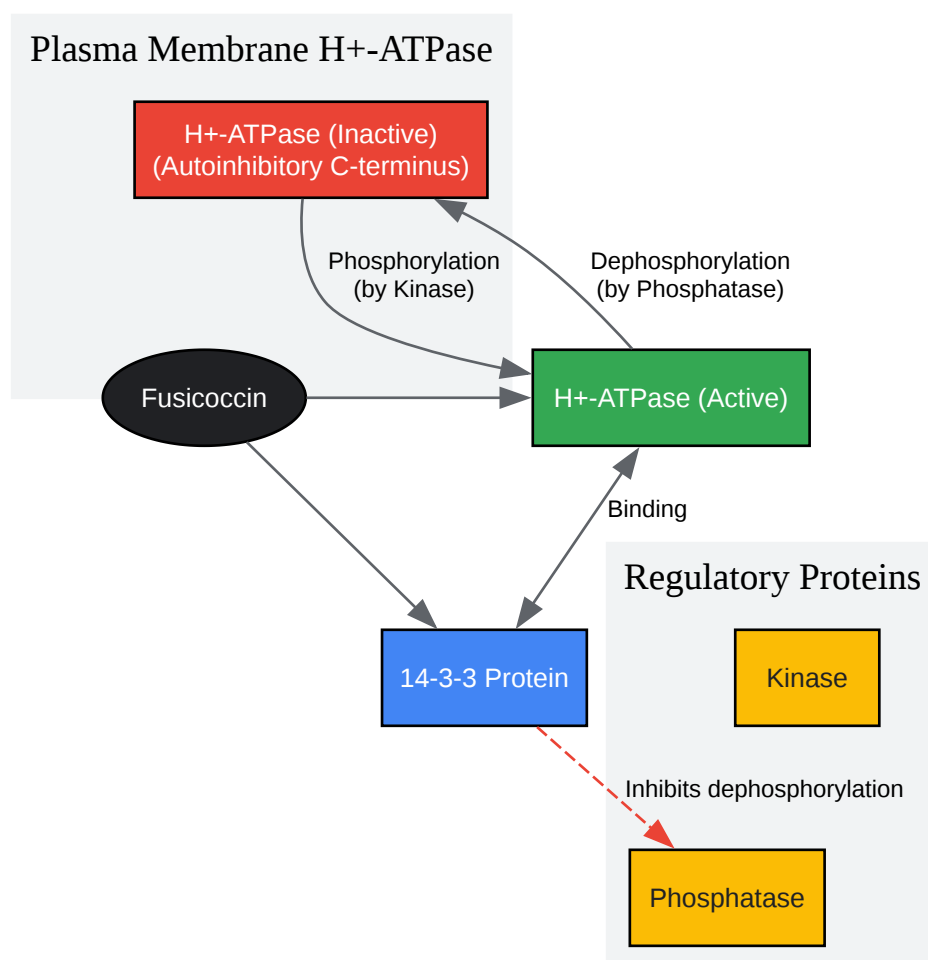 Plasma Membrane H+-ATPase
H+-ATPase (Inactive)
(Autoinhibitory C-terminus)
Phosphorylation
(by Kinase)
Dephosphorylation
(by Phosphatase)
Fusicoccin
H+-ATPase (Active)
Binding
Regulatory Proteins
14-3-3 Protein
Kinase
Inhibits dephosphorylation
Phosphatase